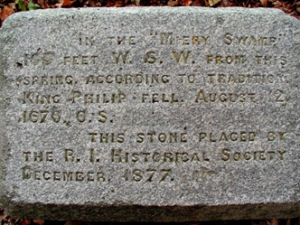 IN THE "MIERY SWAMP"
FEET W. S. W. FROM THIS
SPRING, ACCORDING TO TRADITION,
KING PHILIP FELL, AUGUST 12,
1676, O.S.
THIS STONE PLACED BY
THE R. I. HISTORICAL SOCIETY
DECEMBER, 1877.